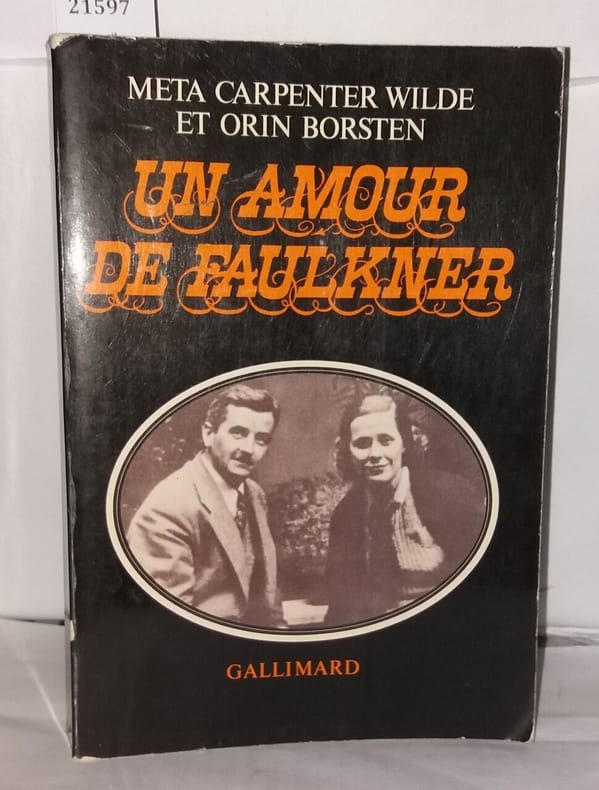 21597
META CARPENTER WILDE
ET ORIN BORSTEN
UN AMOUR
DE FAULKNER
GALLIMARD